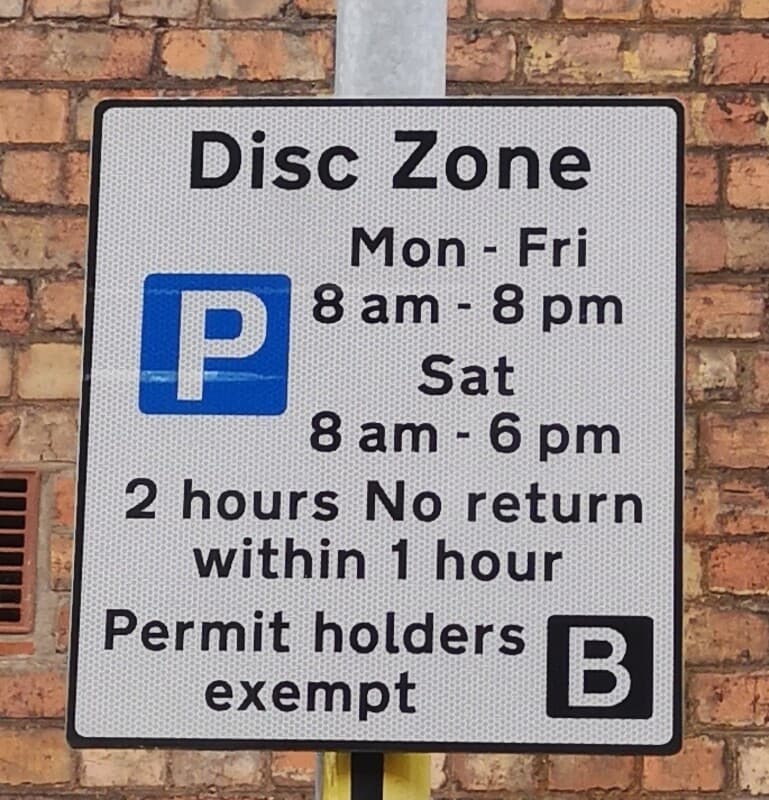 Disc Zone
Mon - Fri
P 8 am - 8 pm
Sat
8 am - 6 pm
2 hours No return
within 1 hour
Permit holders B
exempt